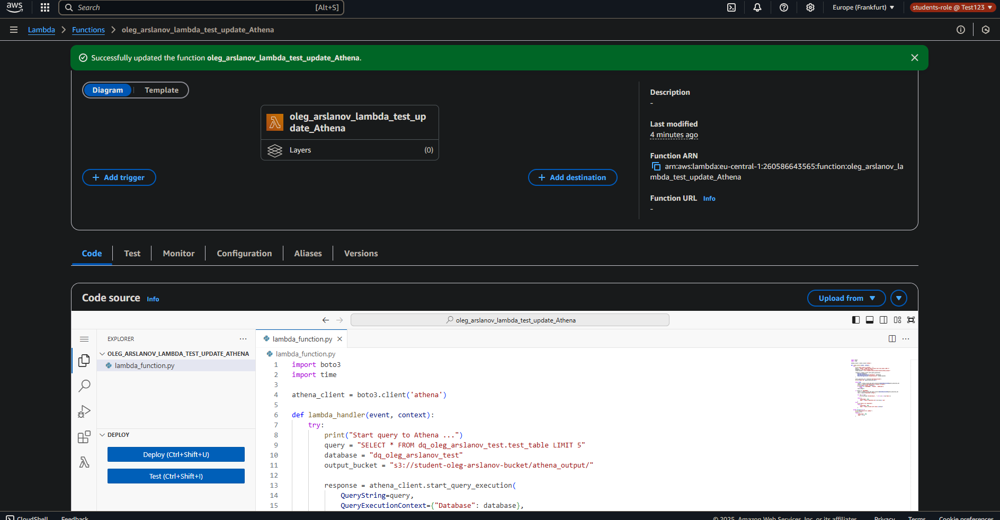 aws
Search
[Alt+S]
Europe (Frankfurt)
students-role @ Test123
Lambda
Functions
oleg_arslanov_lambda_test_update_Athena
Successfully updated the function oleg_arslanov_lambda_test_update_Athena.
Diagram
Template
oleg_arslanov_lambda_test_up
date_Athena
Layers
(0)
+ Add trigger
+ Add destination
Description
-
Last modified
4 minutes ago
Function ARN
arn:aws:lambda:eu-central-1:260586643565:function:oleg_arslanov_la
mbda_test_update_Athena
Function URL Info
-
Code
Test
Monitor
Configuration
Aliases
Versions
Code source Info
Upload from
oleg_arslanov_lambda_test_update_Athena
EXPLORER
OLEG_ARSLANOV_LAMBDA_TEST_UPDATE_ATHENA
lambda_function.py
DEPLOY
Deploy (Ctrl+Shift+U)
Test (Ctrl+Shift+I)
lambda_function.py
lambda_function.py
1 import boto3
2 import time
3
4 athena_client = boto3.client('athena')
5
6 def lambda_handler(event, context):
7 try:
8 print("Start query to Athena ...")
9 query = "SELECT * FROM dq_oleg_arslanov_test.test_table LIMIT 5"
10 database = "dq_oleg_arslanov_test"
11 output_bucket = "s3://student-oleg-arslanov-bucket/athena_output/"
12
13 response = athena_client.start_query_execution(
14 QueryString=query,
15 QueryExecutionContext={"Database": database},
CloudShell
Feedback
© 2025, Amazon Web Services, Inc. or its affiliates.
Privacy
Terms
Cookie preferences